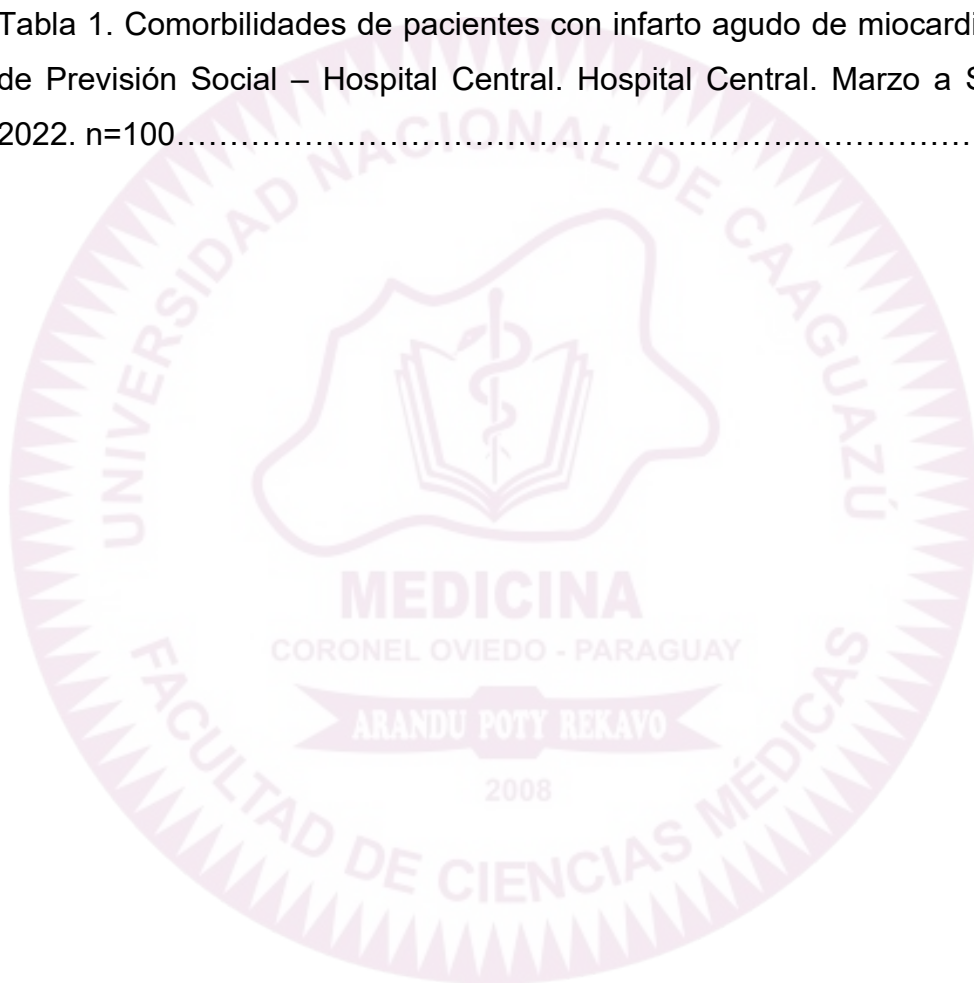 Tabla 1. Comorbilidades de pacientes con infarto agudo de miocardi
de Previsión Social – Hospital Central. Hospital Central. Marzo a S
2022. n=100……………………………………………………..……………
UNIVERSIDAD NACIONAL DE CAAGUAZÚ
MEDICINA
CORONEL OVIEDO - PARAGUAY
ARANDU POTY REKAVO
2008
FACULTAD DE CIENCIAS MÉDICAS